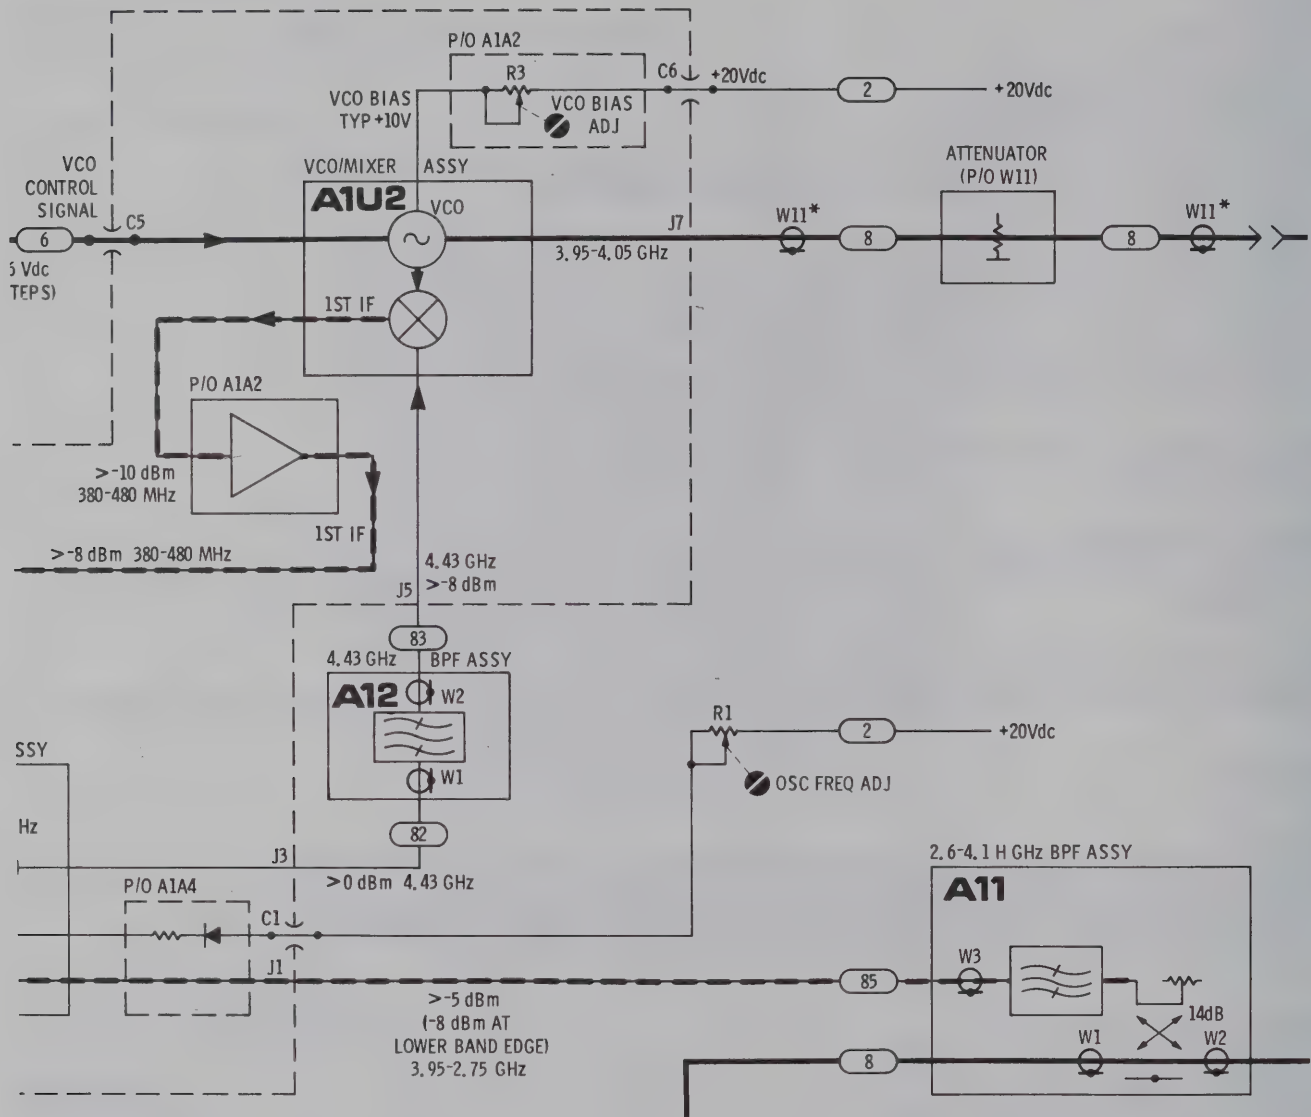 P/O A1A2
R3
C6
+20Vdc
2
+20Vdc
VCO BIAS
TYP +10V
VCO BIAS
ADJ
ATTENUATOR
(P/O W11)
VCO
CONTROL
SIGNAL
VCO/MIXER ASSY
A1U2
VCO
C5
6
J7
W11*
8
8
W11*
5 Vdc
TEPS)
3.95-4.05 GHz
1ST IF
P/O A1A2
>-10 dBm
380-480 MHz
1ST IF
>-8 dBm 380-480 MHz
4.43 GHz
>-8 dBm
J5
83
4.43 GHz BPF ASSY
A12
W2
W1
82
R1
2
+20Vdc
OSC FREQ ADJ
SSY
Hz
J3
>0 dBm 4.43 GHz
2.6-4.1 H GHz BPF ASSY
A11
P/O A1A4
C1
J1
85
W3
14dB
>-5 dBm
(-8 dBm AT
LOWER BAND EDGE)
3.95-2.75 GHz
8
W1
W2